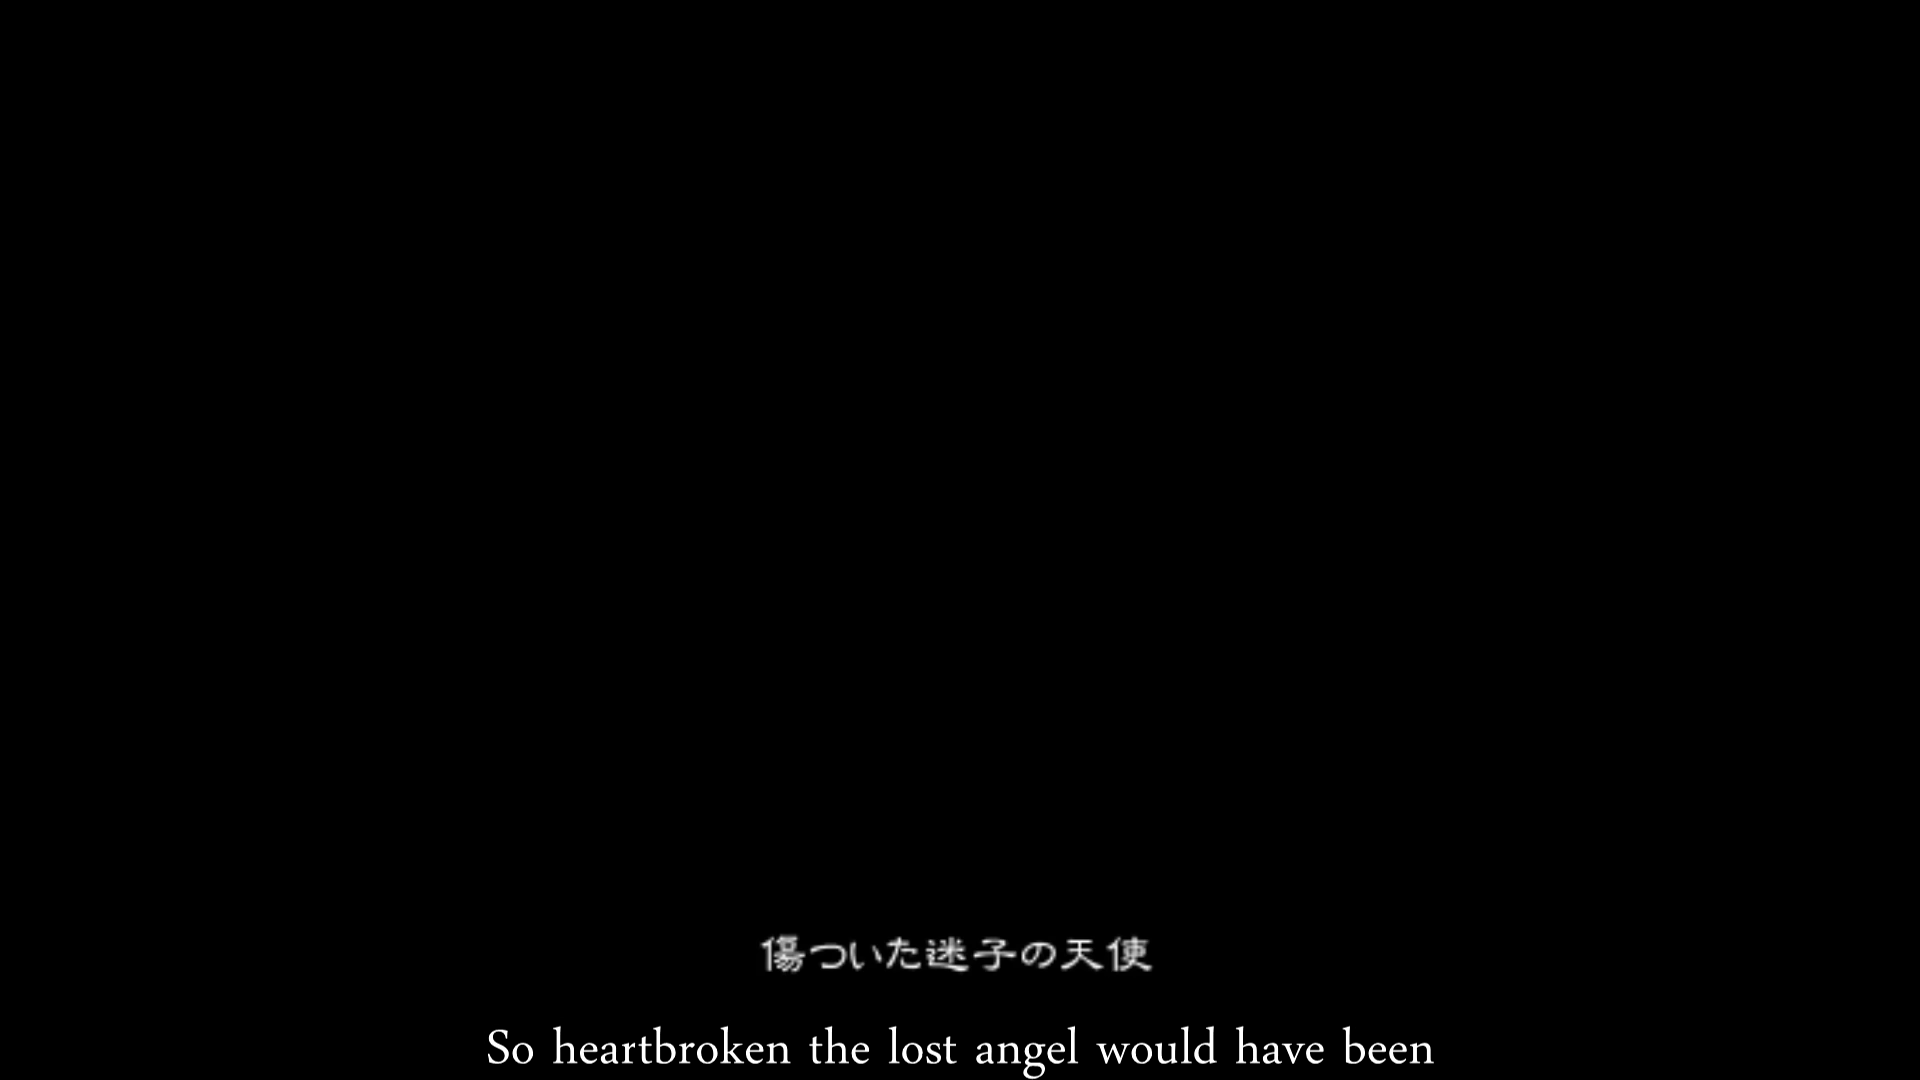 傷ついた迷子の天使
So heartbroken the lost angel would have been